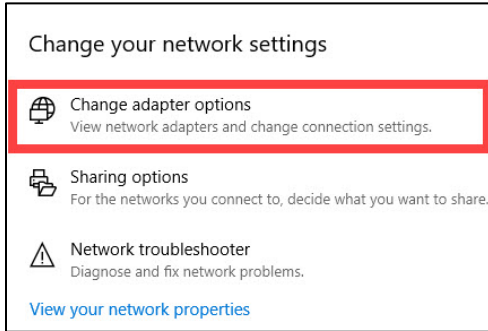 Change your network settings
Change adapter options
View network adapters and change connection settings.
Sharing options
For the networks you connect to, decide what you want to share.
Network troubleshooter
Diagnose and fix network problems.
View your network properties